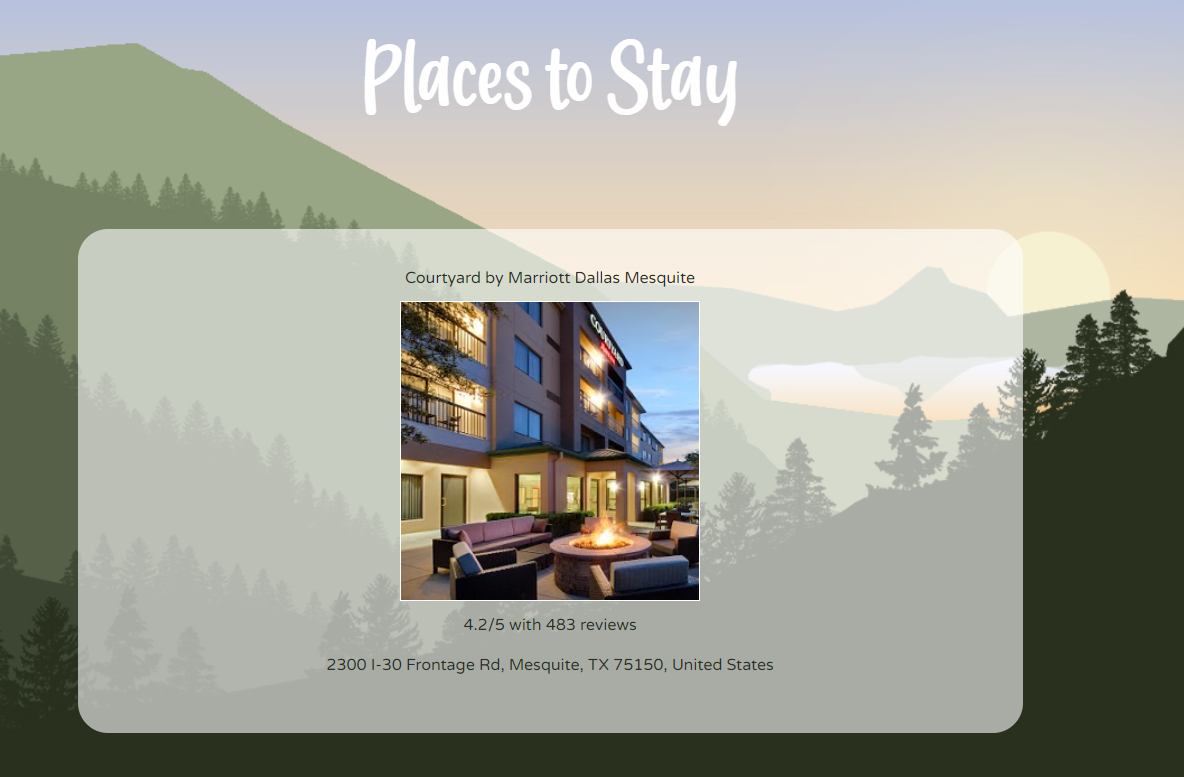 Places to Stay
Courtyard by Marriott Dallas Mesquite
COURTYARD
4.2/5 with 483 reviews
2300 I-30 Frontage Rd, Mesquite, TX 75150, United States